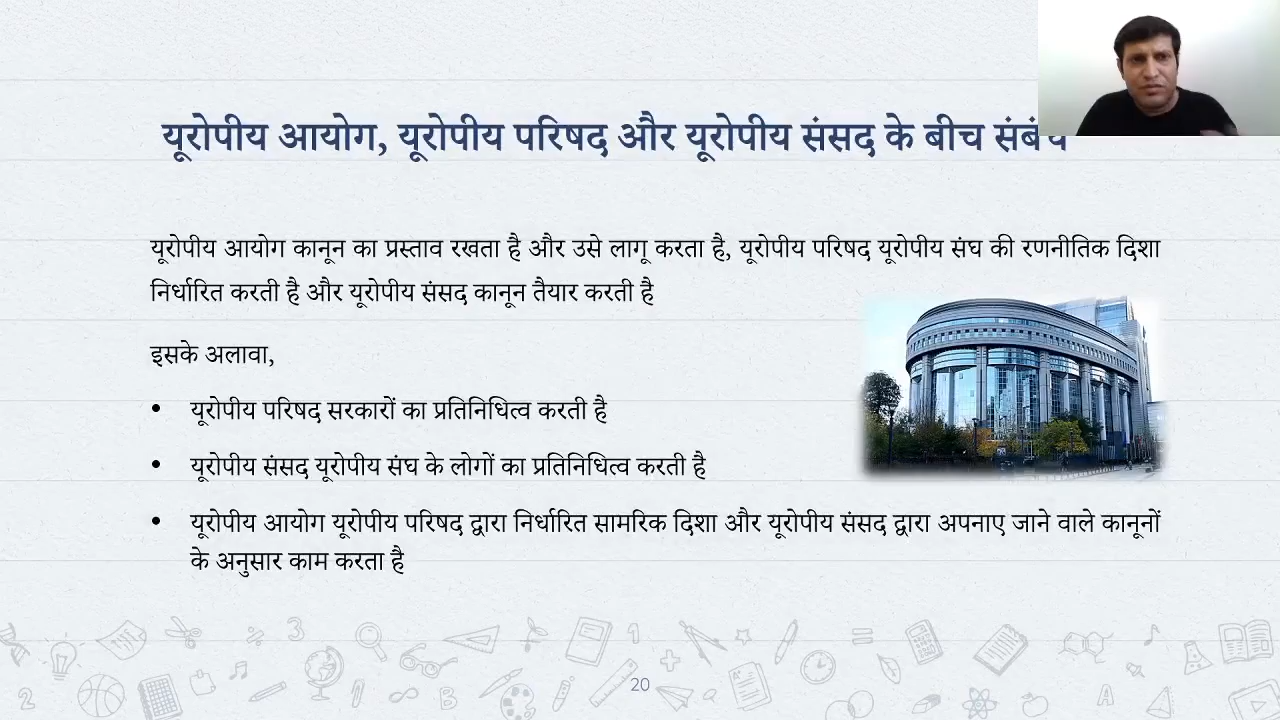 यूरोपीय आयोग, यूरोपीय परिषद और यूरोपीय संसद के बीच
यूरोपीय आयोग कानून का प्रस्ताव रखता है और उसे लागू करता है, यूरोपीय परिषद यूरोपीय संघ की रणनीतिक दिशा
निर्धारित करती है और यूरोपीय संसद कानून तैयार करती है
इसके अलावा,
• यूरोपीय परिषद सरकारों का प्रतिनिधित्व करती है
• यूरोपीय संसद यूरोपीय संघ के लोगों का प्रतिनिधित्व करती है
• यूरोपीय आयोग यूरोपीय परिषद द्वारा निर्धारित सामरिक दिशा और यूरोपीय संसद द्वारा अपनाए जाने वाले कानूनों
के अनुसार काम करता है
20